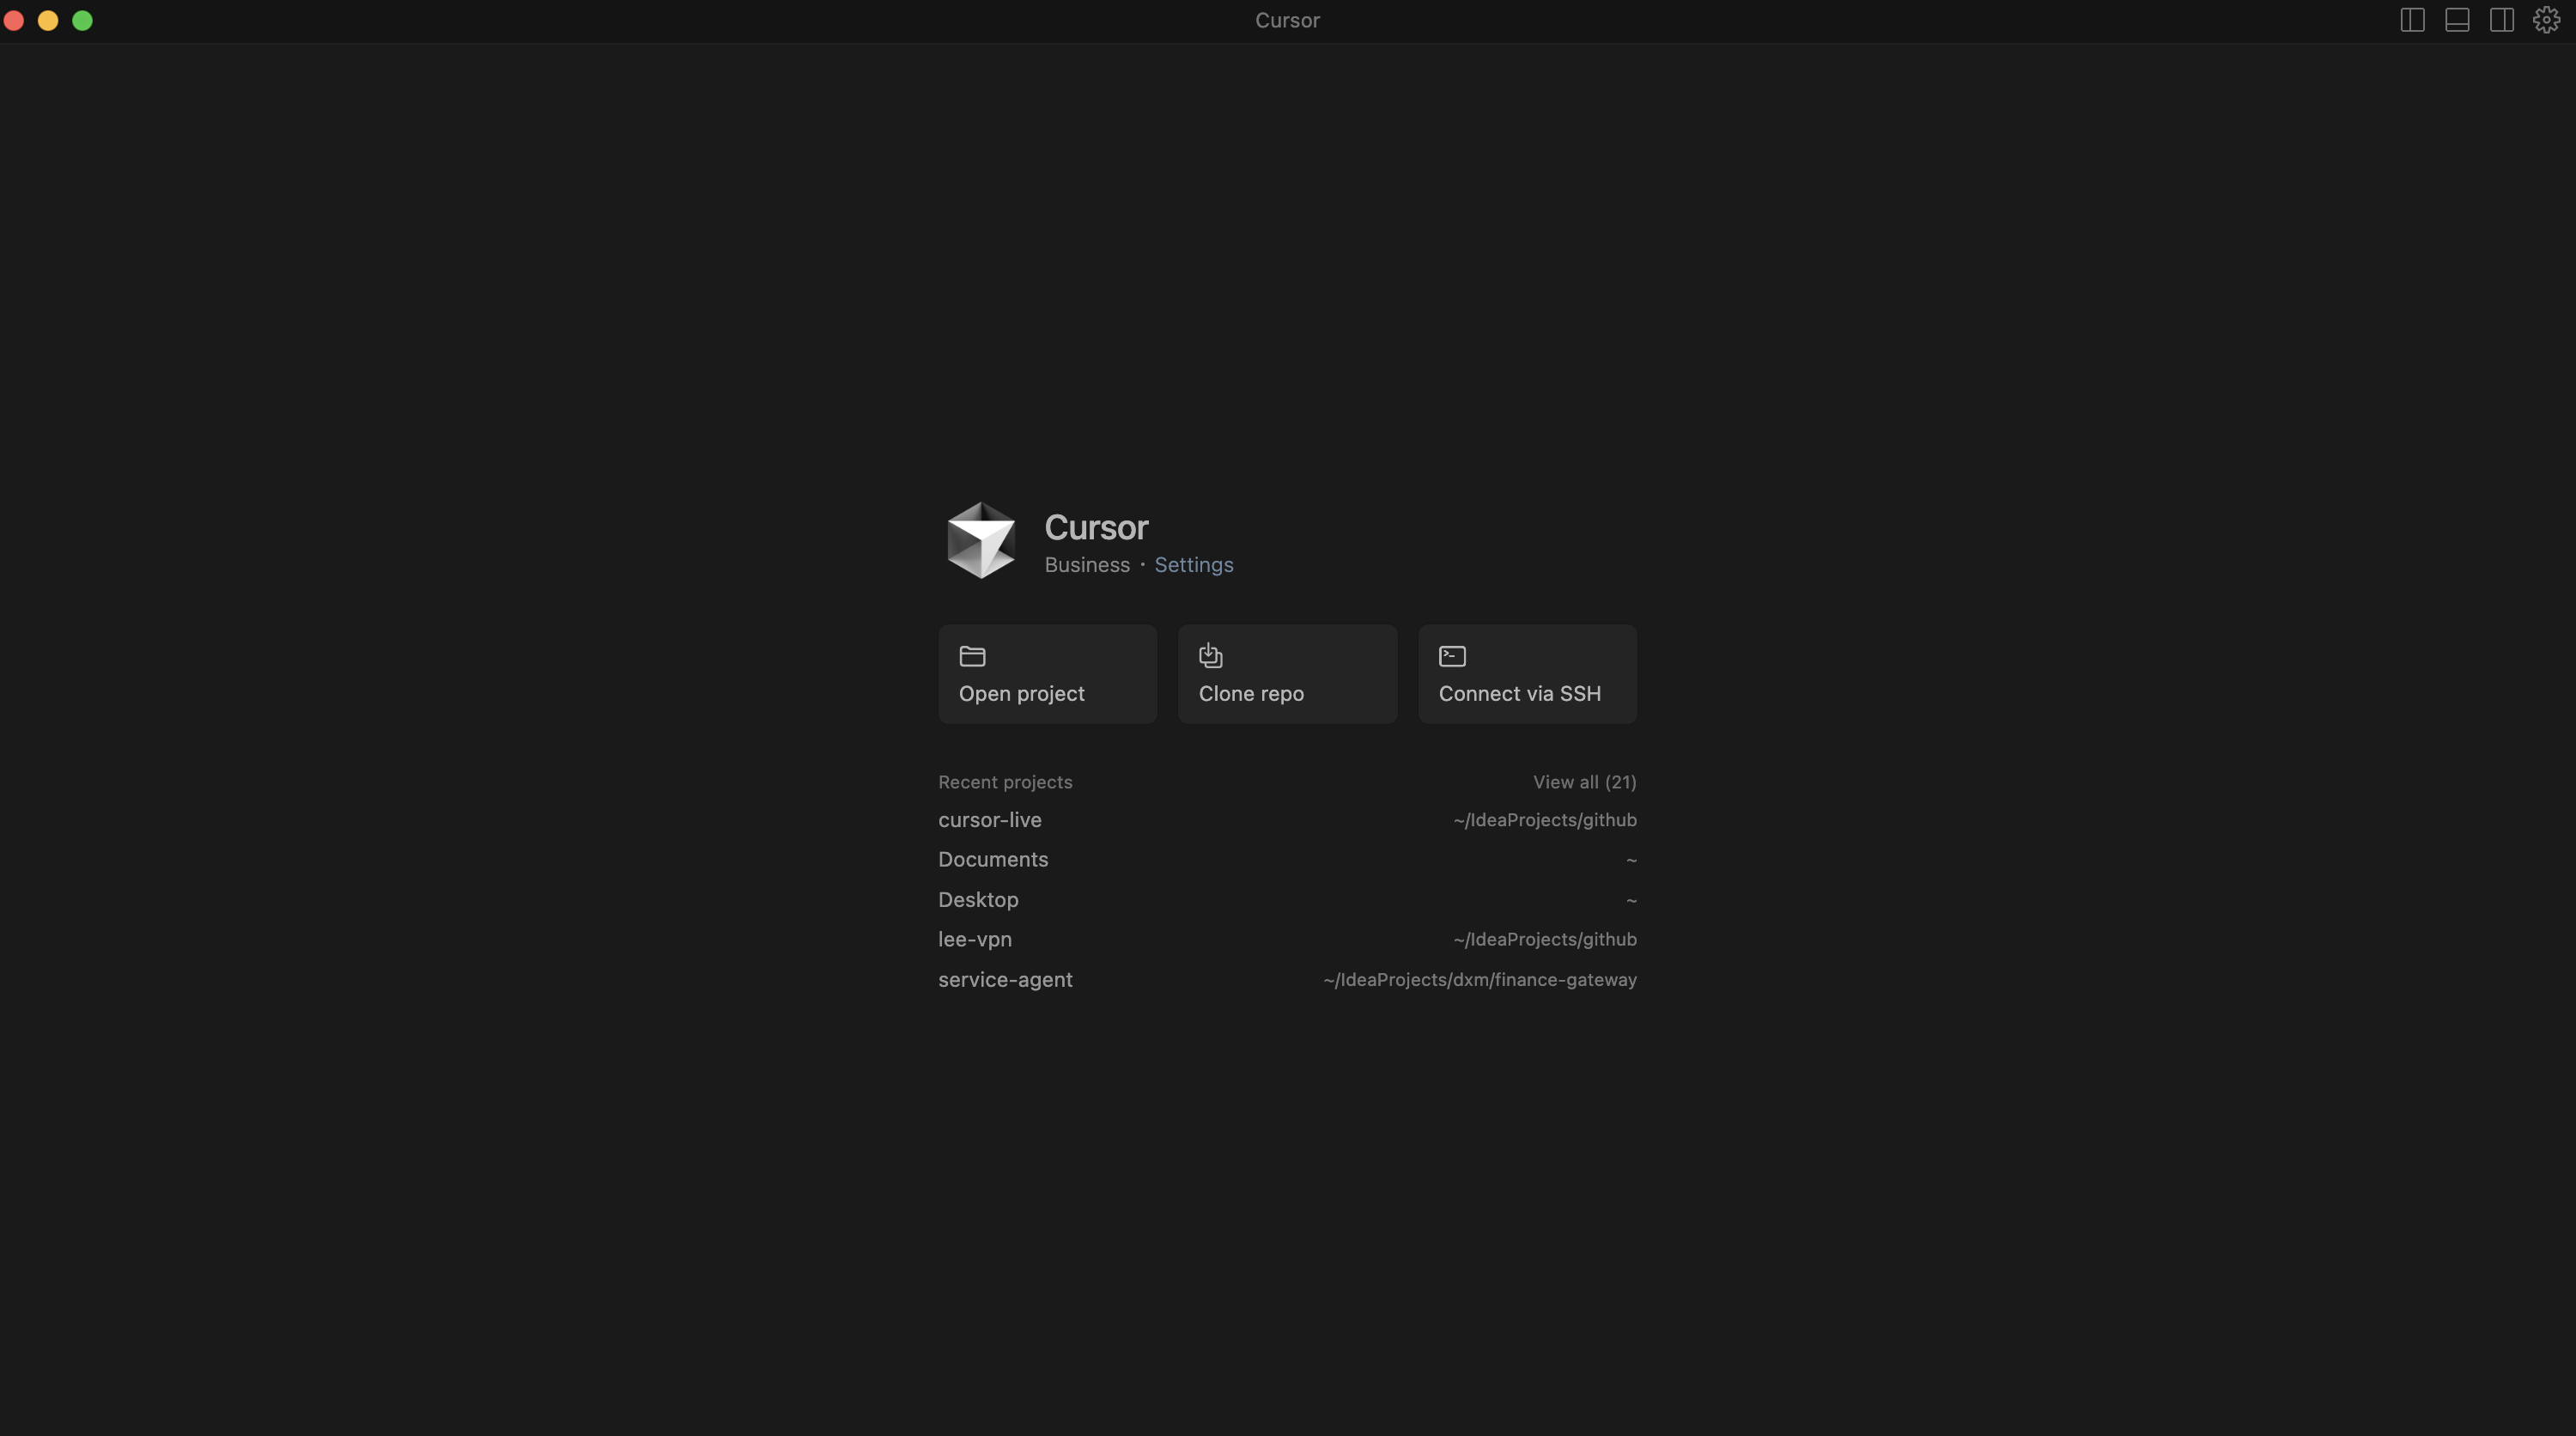 Cursor
Cursor
Business · Settings
Open project
Clone repo
Connect via SSH
Recent projects View all (21)
cursor-live ~/IdeaProjects/github
Documents ~
Desktop ~
lee-vpn ~/IdeaProjects/github
service-agent ~/IdeaProjects/dxm/finance-gateway